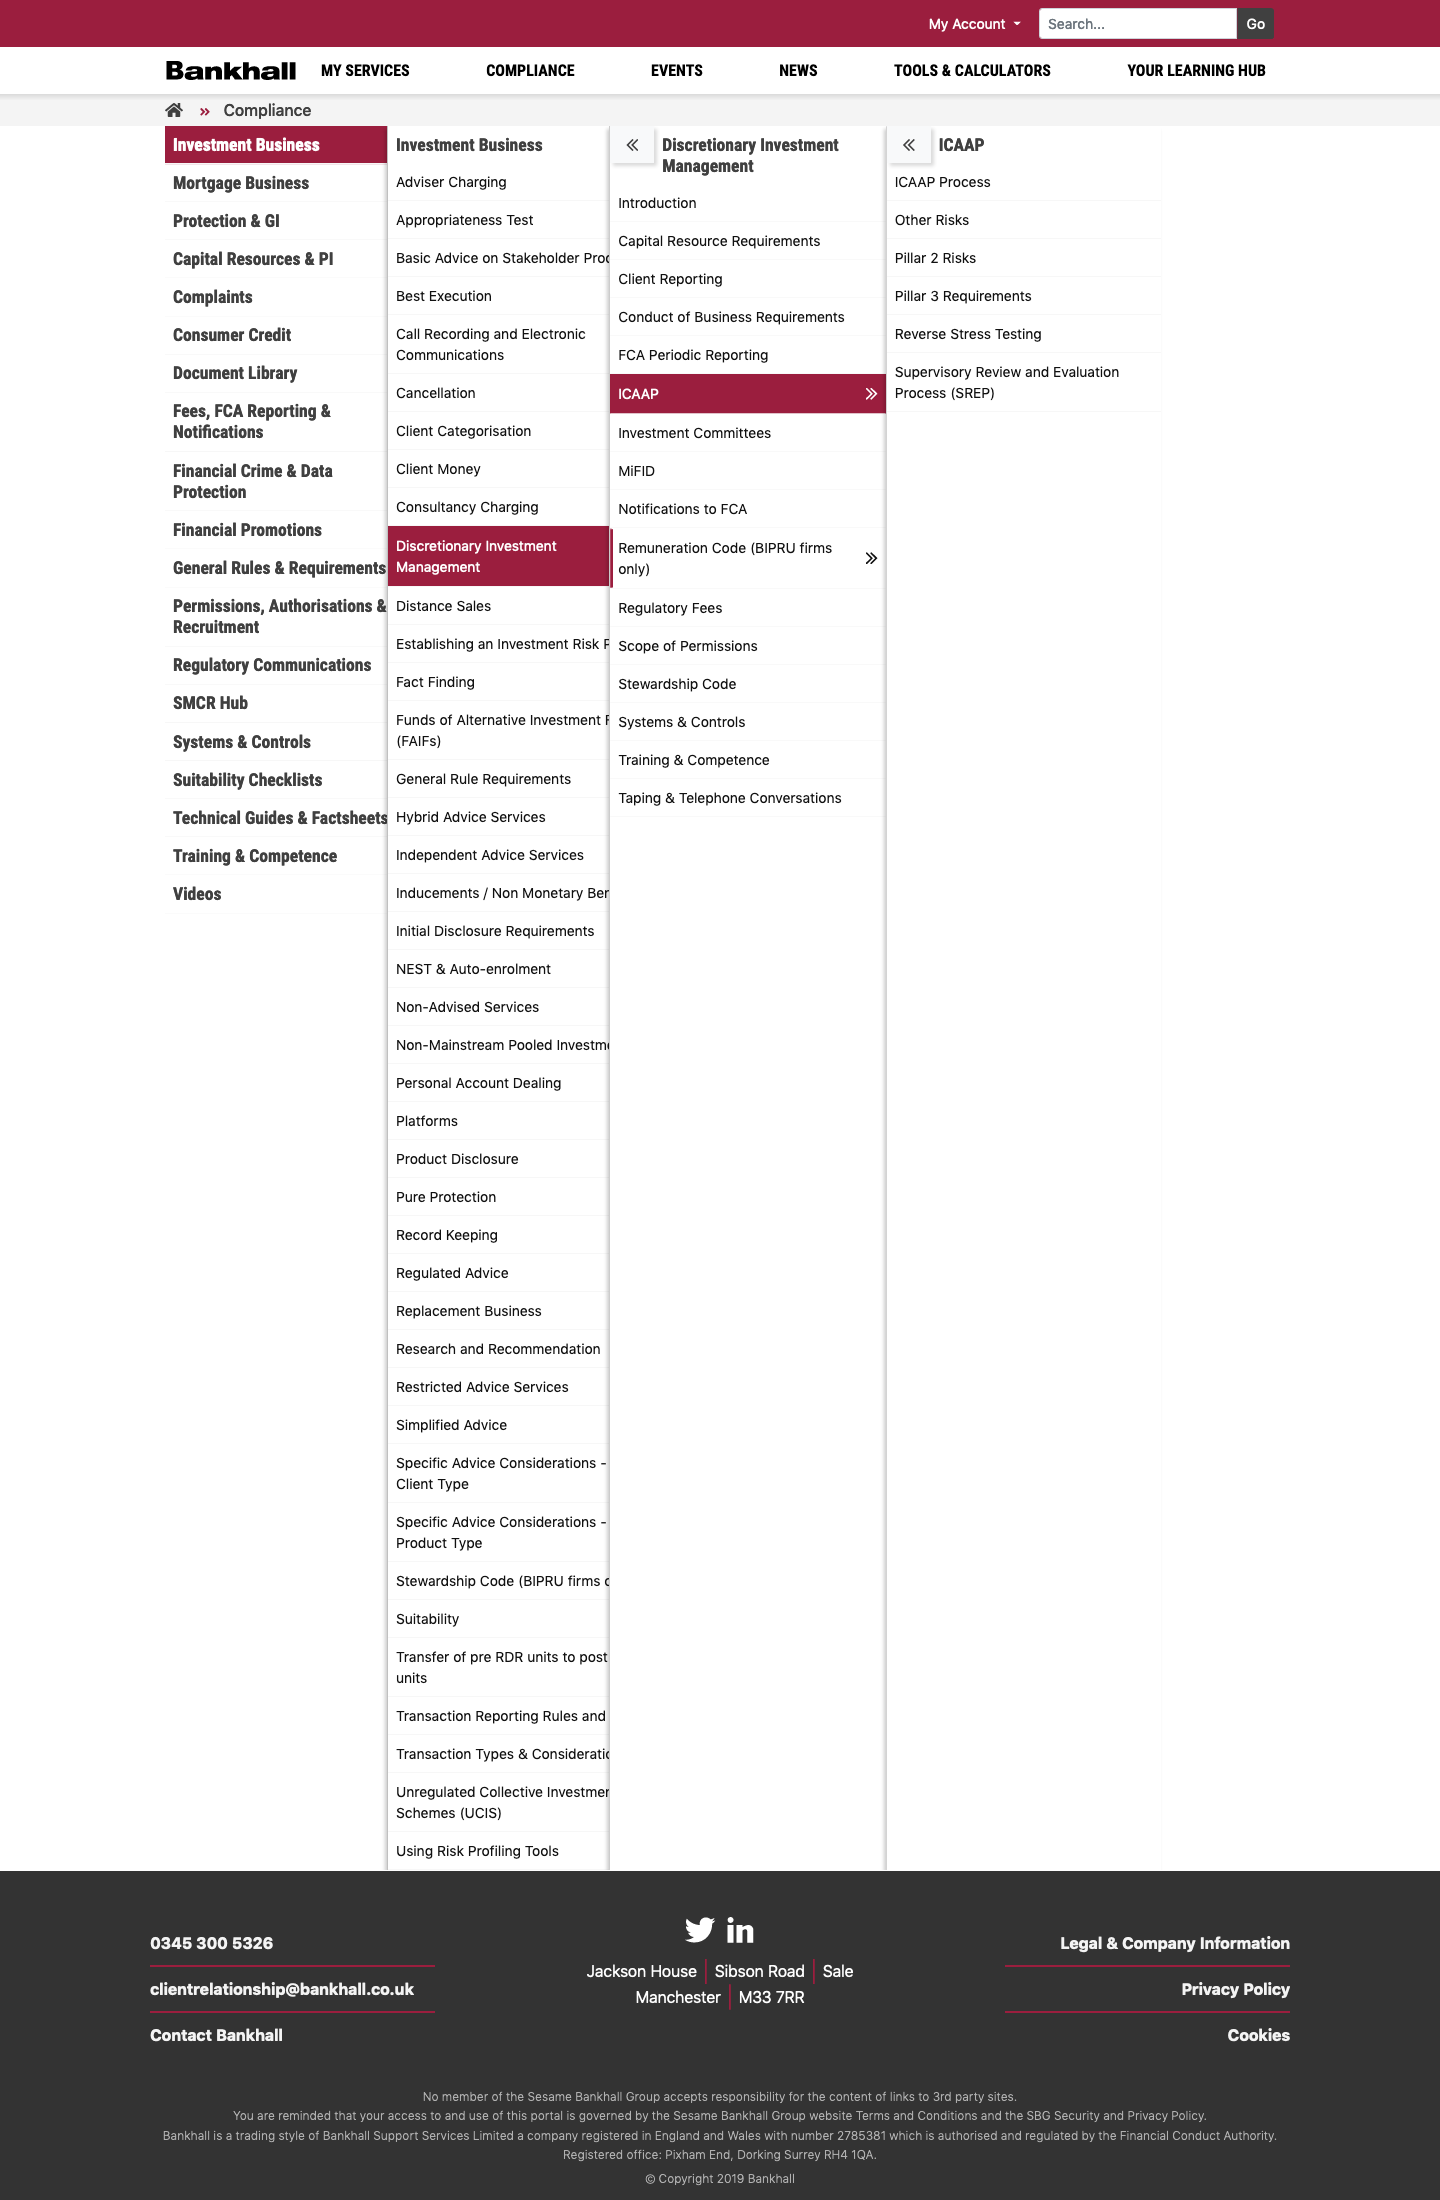 My Account
Search...
Go
Bankhall
MY SERVICES
COMPLIANCE
EVENTS
NEWS
TOOLS & CALCULATORS
YOUR LEARNING HUB
» Compliance
Investment Business
Mortgage Business
Protection & GI
Capital Resources & PI
Complaints
Consumer Credit
Document Library
Fees, FCA Reporting &
Notifications
Financial Crime & Data
Protection
Financial Promotions
General Rules & Requirements
Permissions, Authorisations &
Recruitment
Regulatory Communications
SMCR Hub
Systems & Controls
Suitability Checklists
Technical Guides & Factsheets
Training & Competence
Videos
Investment Business
Adviser Charging
Appropriateness Test
Basic Advice on Stakeholder
Best Execution
Call Recording and Electronic
Communications
Cancellation
Client Categorisation
Client Money
Consultancy Charging
Discretionary Investment
Management
Distance Sales
Establishing an Investment Risk
Fact Finding
Funds of Alternative Investment
(FAIFs)
General Rule Requirements
Hybrid Advice Services
Independent Advice Services
Inducements / Non Monetary
Initial Disclosure Requirements
NEST & Auto-enrolment
Non-Advised Services
Non-Mainstream Pooled
Personal Account Dealing
Platforms
Product Disclosure
Pure Protection
Record Keeping
Regulated Advice
Replacement Business
Research and Recommendation
Restricted Advice Services
Simplified Advice
Specific Advice Considerations -
Client Type
Specific Advice Considerations -
Product Type
Stewardship Code (BIPRU firms
Suitability
Transfer of pre RDR units to post
units
Transaction Reporting Rules and
Transaction Types &
Unregulated Collective
Schemes (UCIS)
Using Risk Profiling Tools
Discretionary Investment
Management
Introduction
Capital Resource Requirements
Client Reporting
Conduct of Business Requirements
FCA Periodic Reporting
ICAAP
Investment Committees
MiFID
Notifications to FCA
Remuneration Code (BIPRU firms
only)
Regulatory Fees
Scope of Permissions
Stewardship Code
Systems & Controls
Training & Competence
Taping & Telephone Conversations
ICAAP
ICAAP Process
Other Risks
Pillar 2 Risks
Pillar 3 Requirements
Reverse Stress Testing
Supervisory Review and Evaluation
Process (SREP)
0345 300 5326
clientrelationship@bankhall.co.uk
Contact Bankhall
Jackson House | Sibson Road | Sale
Manchester | M33 7RR
Legal & Company Information
Privacy Policy
Cookies
No member of the Sesame Bankhall Group accepts responsibility for the content of links to 3rd party sites.
You are reminded that your access to and use of this portal is governed by the Sesame Bankhall Group website Terms and Conditions and the SBG Security and Privacy Policy.
Bankhall is a trading style of Bankhall Support Services Limited a company registered in England and Wales with number 2785381 which is authorised and regulated by the Financial Conduct Authority.
Registered office: Pixham End, Dorking Surrey RH4 1QA.
© Copyright 2019 Bankhall